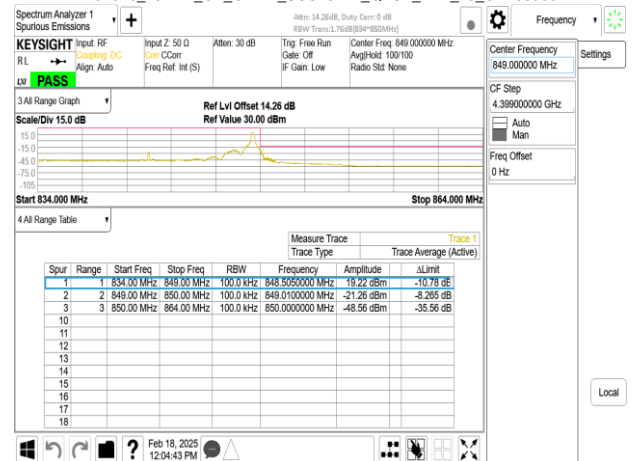 Spectrum Analyzer 1
Spurious Emissions
Attn: 14.26dB, Duty Corr: 0 dB
RBW Trans:1.76dB(834~850MHz)
Frequency
KEYSIGHT
RL
LXI
PASS
Input: RF
Coupling: DC
Align: Auto
Input Z: 50 Ω
Corr CCorr
Freq Ref: Int (S)
Atten: 30 dB
Trig: Free Run
Gate: Off
IF Gain: Low
Center Freq: 849.000000 MHz
Avg|Hold: 100/100
Radio Std: None
Center Frequency
849.000000 MHz
Settings
CF Step
4.399000000 GHz
Auto
Man
Freq Offset
0 Hz
3 All Range Graph
Scale/Div 15.0 dB
Ref Lvl Offset 14.26 dB
Ref Value 30.00 dBm
15.0
-15.0
-45.0
-75.0
-105
Start 834.000 MHz
Stop 864.000 MHz
4 All Range Table
Measure Trace Trace 1
Trace Type Trace Average (Active)
Spur Range Start Freq Stop Freq RBW Frequency Amplitude ΔLimit
1 1 834.00 MHz 849.00 MHz 100.0 kHz 848.5050000 MHz 19.22 dBm -10.78 dB
2 2 849.00 MHz 850.00 MHz 100.0 kHz 849.0100000 MHz -21.26 dBm -8.265 dB
3 3 850.00 MHz 864.00 MHz 100.0 kHz 850.0000000 MHz -48.56 dBm -35.56 dB
10
11
12
13
14
15
16
17
18
Local
Feb 18, 2025
12:04:43 PM